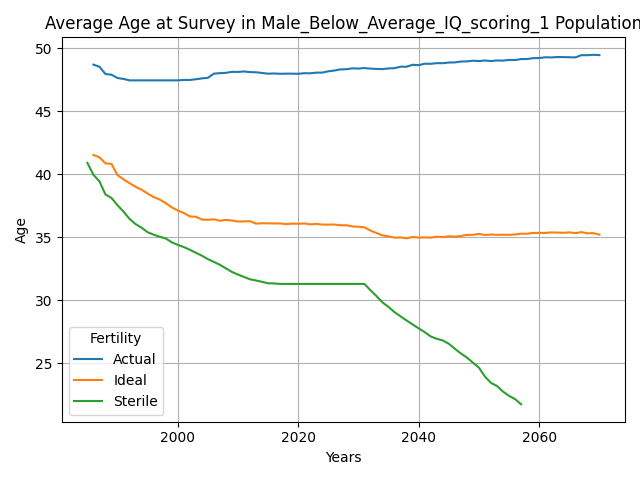 Average Age at Survey in Male_Below_Average_IQ_scoring_1 Population
50
45
40
35
30
25
Age
Fertility
Actual
Ideal
Sterile
2000
2020
2040
2060
Years